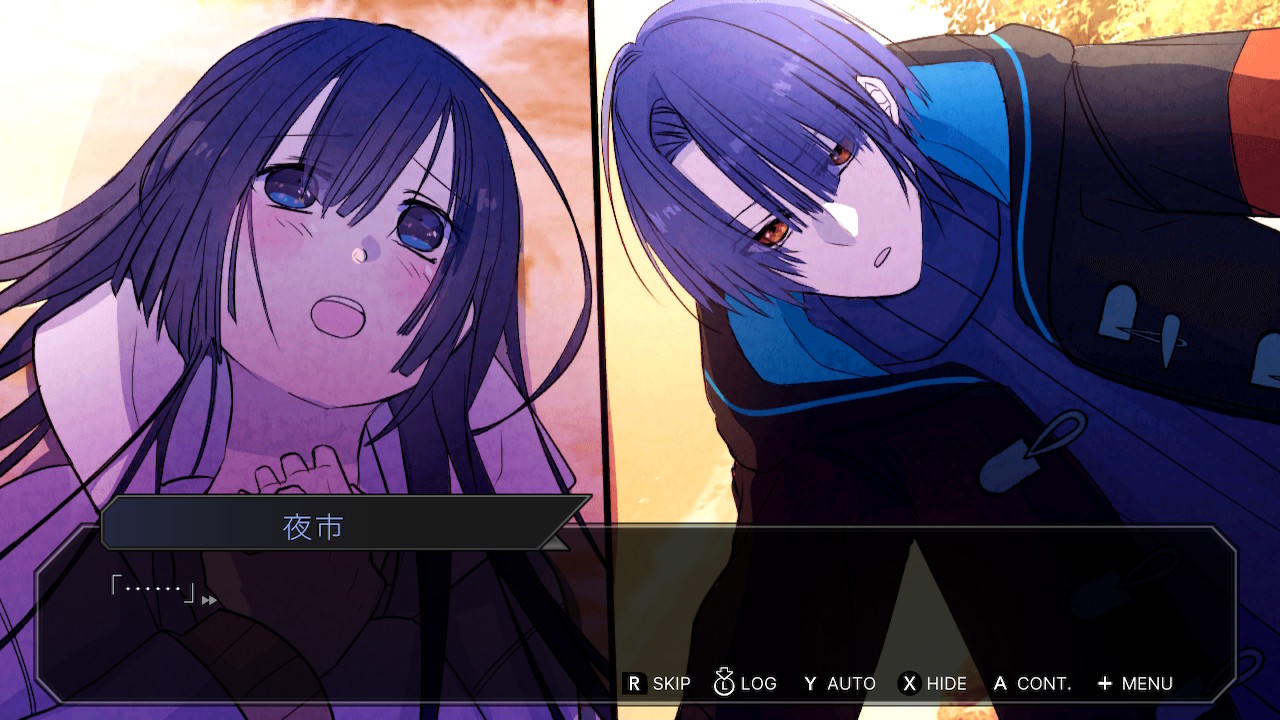 夜市
「……」
R SKIP L LOG Y AUTO X HIDE A CONT. + MENU